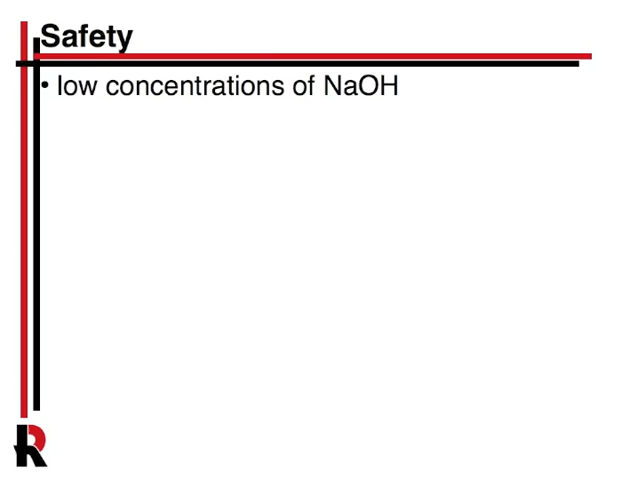 Safety
• low concentrations of NaOH